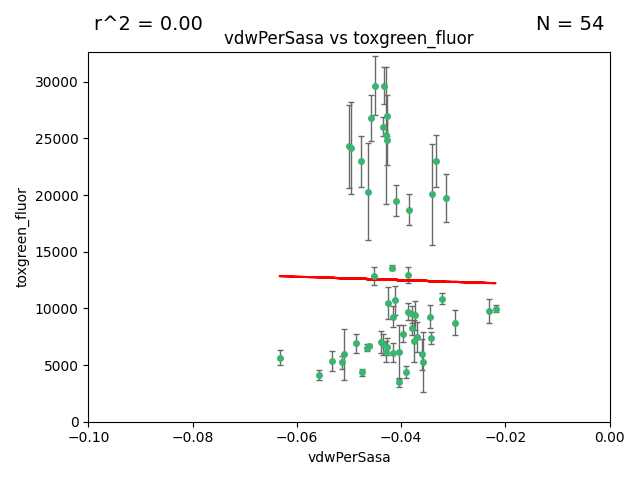 r^2 = 0.00
N = 54
vdwPerSasa vs toxgreen_fluor
30000
25000
20000
15000
10000
5000
0
toxgreen_fluor
−0.10
−0.08
−0.06
−0.04
−0.02
0.00
vdwPerSasa